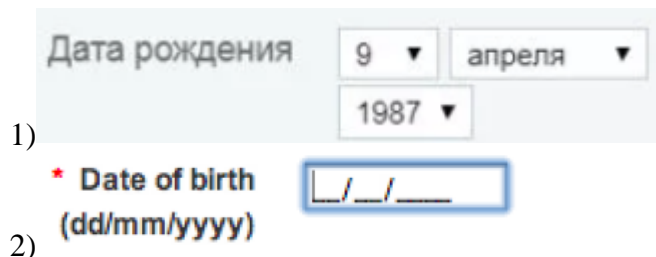 Дата рождения 9 ▼ апреля ▼
1) 1987 ▼
* Date of birth __/__/____
2) (dd/mm/yyyy)